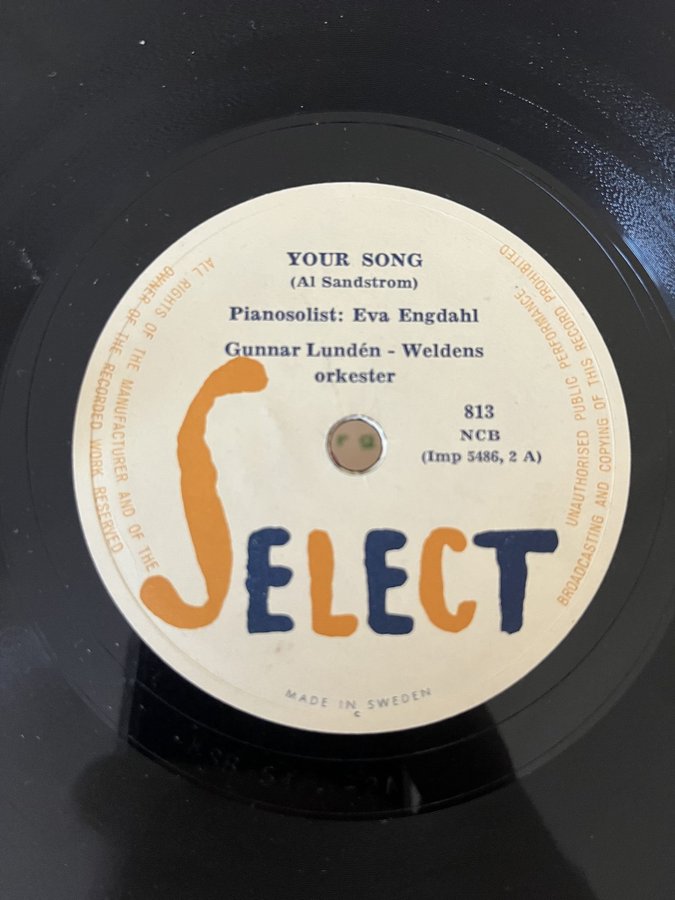 YOUR SONG
(Al Sandstrom)
Pianosolist: Eva Engdahl
Gunnar Lundén - Weldens
orkester
813
NCB
(Imp 5486, 2 A)
SELECT
MADE IN SWEDEN
C
ALL RIGHTS OF THE MANUFACTURER AND OF THE
OWNER OF THE RECORDED WORK RESERVED
UNAUTHORISED PUBLIC PERFORMANCE,
BROADCASTING AND COPYING OF THIS RECORD PROHIBITED